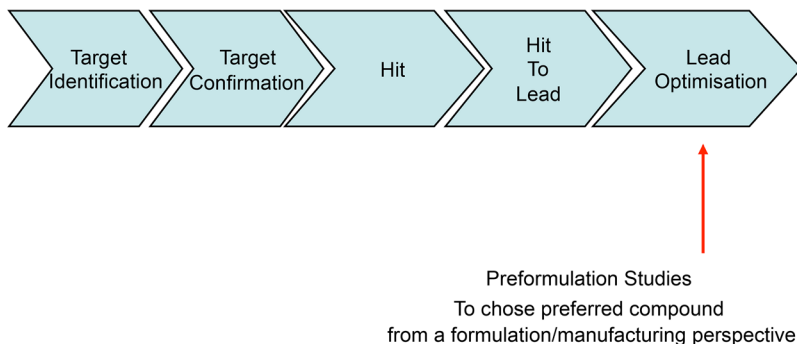 Target
Identification
Target
Confirmation
Hit
Hit
To
Lead
Lead
Optimisation
Preformulation Studies
To chose preferred compound
from a formulation/manufacturing perspective